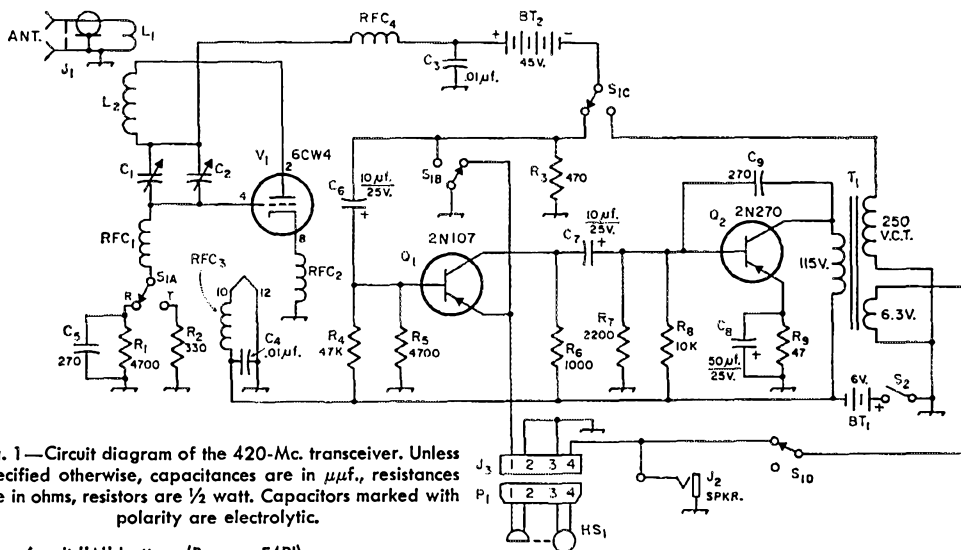 RFC4
BT2
+ -
45V.
ANT.
L1
J1
C3
.01µf.
L2
S1C
C1
C2
V1
6CW4
2
4
8
C6
10µf.
25V.
+
S1B
R3
470
C9
270
T1
250
V.C.T.
RFC1
2N107
Q1
C7
10µf.
25V.
+
Q2
2N270
115V.
RFC2
RFC3
10
12
S1A
R
T
6.3V.
C5
270
R1
4700
R2
330
C4
.01µf.
R4
47K
R5
4700
R6
1000
R7
2200
R8
10K
C8
50µf.
25V.
+
R9
47
6V.
+
BT1
S2
. 1—Circuit diagram of the 420-Mc. transceiver. Unless
ecified otherwise, capacitances are in µµf., resistances
e in ohms, resistors are ½ watt. Capacitors marked with
polarity are electrolytic.
J3
1 2 3 4
P1
1 2 3 4
HS1
J2
SPKR.
S1D